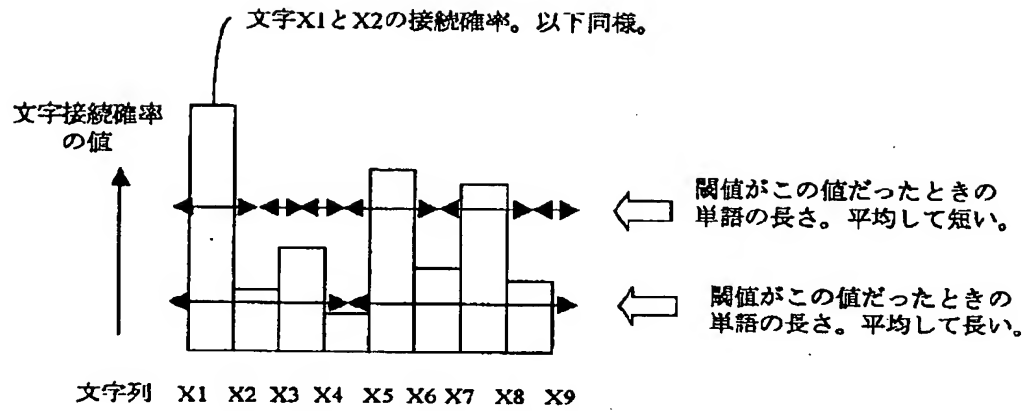 文字X1とX2の接続確率。以下同様。
文字接続確率
の値
閾値がこの値だったときの
単語の長さ。平均して短い。
閾値がこの値だったときの
単語の長さ。平均して長い。
文字列 X1 X2 X3 X4 X5 X6 X7 X8 X9